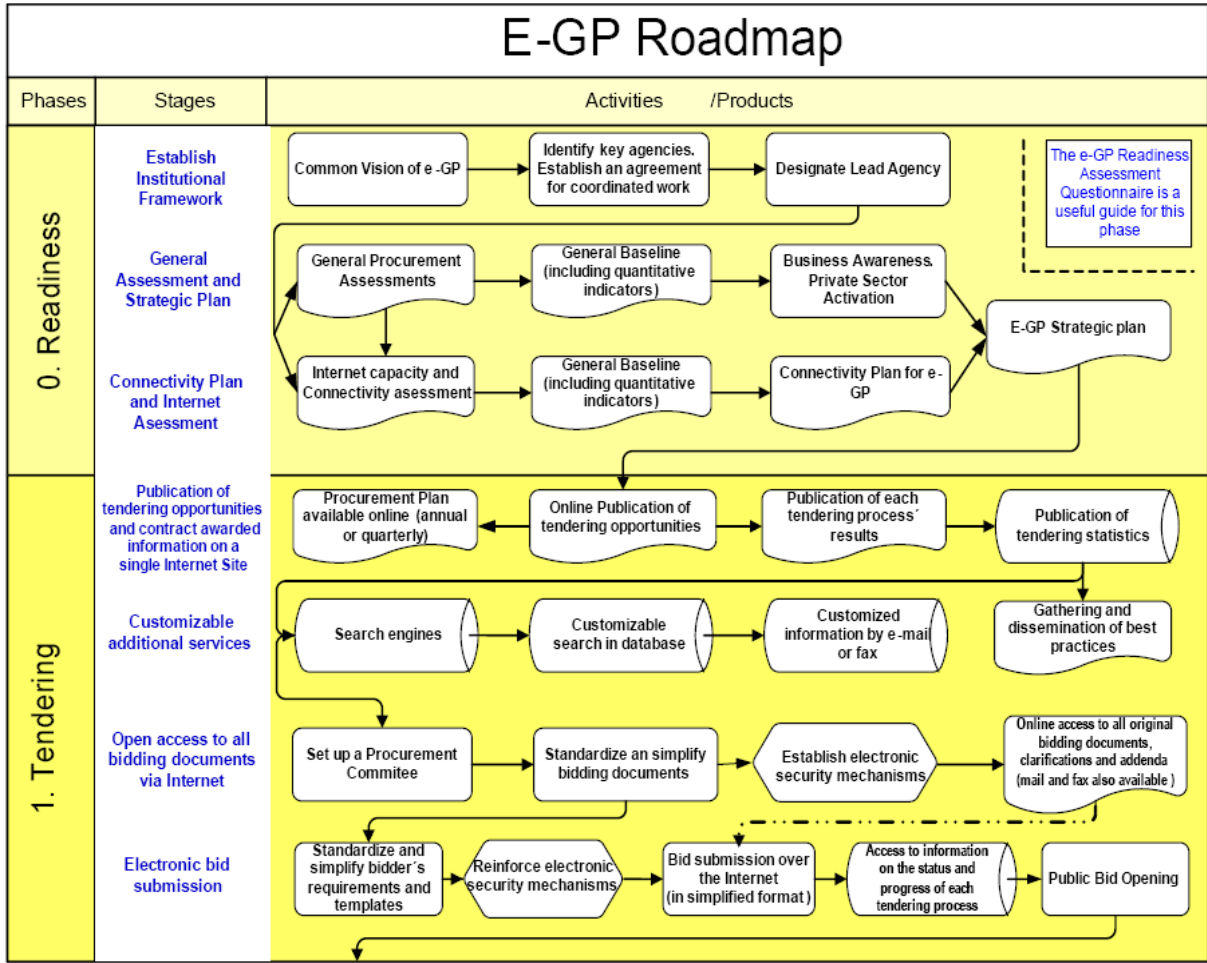 E-GP Roadmap
Phases
Stages
Activities /Products
0. Readiness
Establish
Institutional
Framework
Common Vision of e -GP
Identify key agencies.
Establish an agreement
for coordinated work
Designate Lead Agency
The e-GP Readiness
Assessment
Questionnaire is a
useful guide for this
phase
General
Assessment and
Strategic Plan
General Procurement
Assessments
General Baseline
(including quantitative
indicators)
Business Awareness.
Private Sector
Activation
E-GP Strategic plan
Connectivity Plan
and Internet
Asessment
Internet capacity and
Connectivity asessment
General Baseline
(including quantitative
indicators)
Connectivity Plan for e-
GP
1. Tendering
Publication of
tendering opportunities
and contract awarded
information on a
single Internet Site
Procurement Plan
available online (annual
or quarterly)
Online Publication of
tendering opportunities
Publication of each
tendering process´
results
Publication of
tendering statistics
Customizable
additional services
Search engines
Customizable
search in database
Customized
information by e-mail
or fax
Gathering and
dissemination of best
practices
Open access to all
bidding documents
via Internet
Set up a Procurement
Commitee
Standardize an simplify
bidding documents
Establish electronic
security mechanisms
Online access to all original
bidding documents,
clarifications and addenda
(mail and fax also available )
Electronic bid
submission
Standardize and
simplify bidder´s
requirements and
templates
Reinforce electronic
security mechanisms
Bid submission over
the Internet
(in simplified format )
Access to information
on the status and
progress of each
tendering process
Public Bid Opening